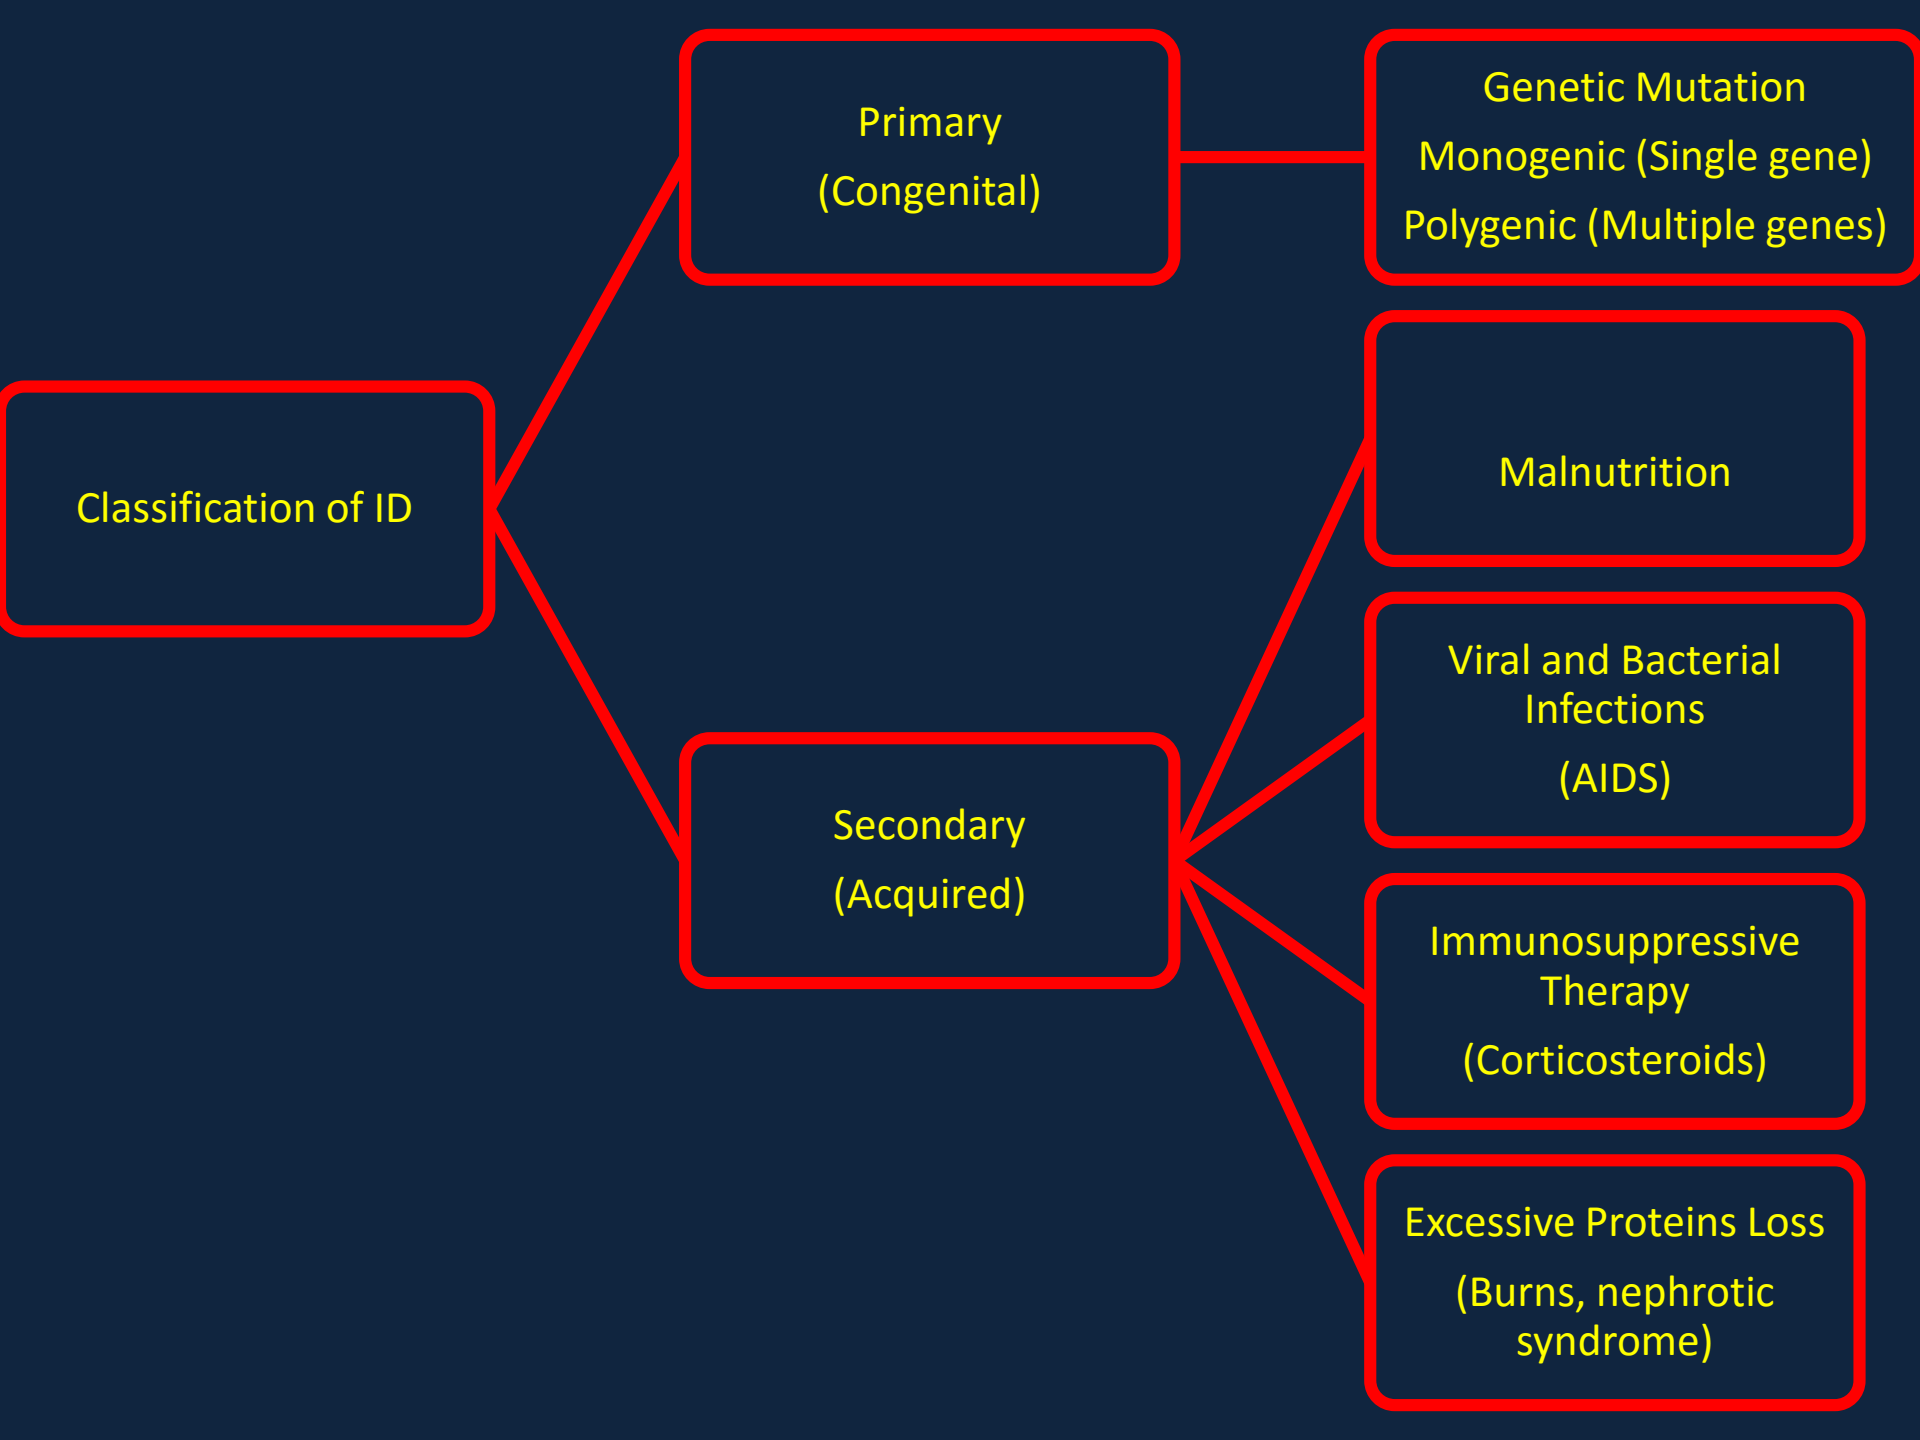 Classification of ID
Primary
(Congenital)
Genetic Mutation
Monogenic (Single gene)
Polygenic (Multiple genes)
Secondary
(Acquired)
Malnutrition
Viral and Bacterial
Infections
(AIDS)
Immunosuppressive
Therapy
(Corticosteroids)
Excessive Proteins Loss
(Burns, nephrotic
syndrome)